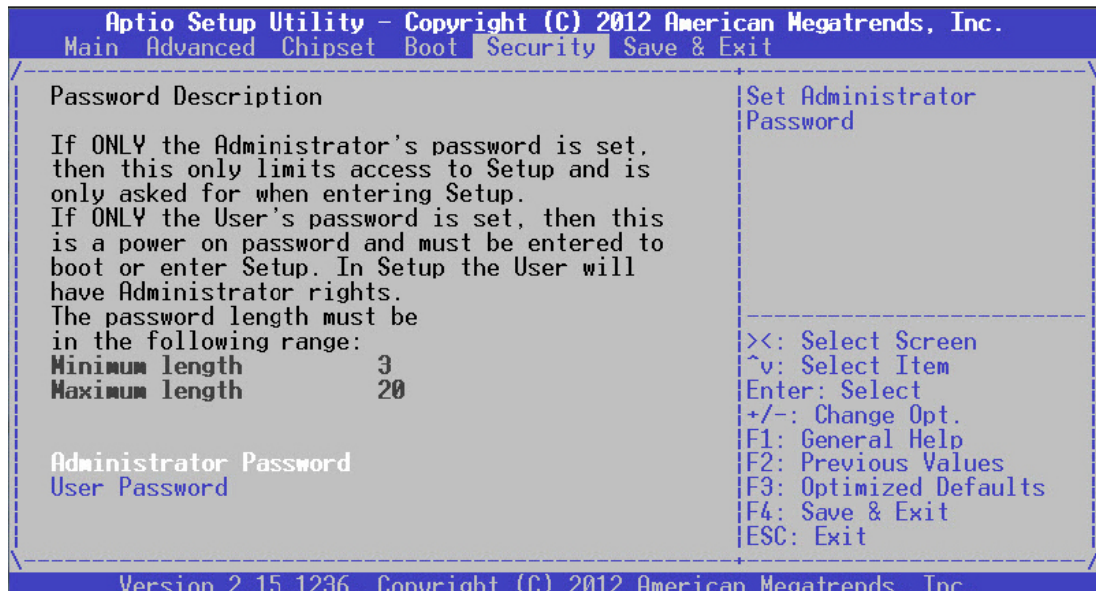 Aptio Setup Utility – Copyright (C) 2012 American Megatrends, Inc.
Main Advanced Chipset Boot Security Save & Exit
Password Description
If ONLY the Administrator's password is set,
then this only limits access to Setup and is
only asked for when entering Setup.
If ONLY the User's password is set, then this
is a power on password and must be entered to
boot or enter Setup. In Setup the User will
have Administrator rights.
The password length must be
in the following range:
Minimum length 3
Maximum length 20
Administrator Password
User Password
Set Administrator
Password
><: Select Screen
^v: Select Item
Enter: Select
+/-: Change Opt.
F1: General Help
F2: Previous Values
F3: Optimized Defaults
F4: Save & Exit
ESC: Exit
Version 2.15.1236. Copyright (C) 2012 American Megatrends, Inc.